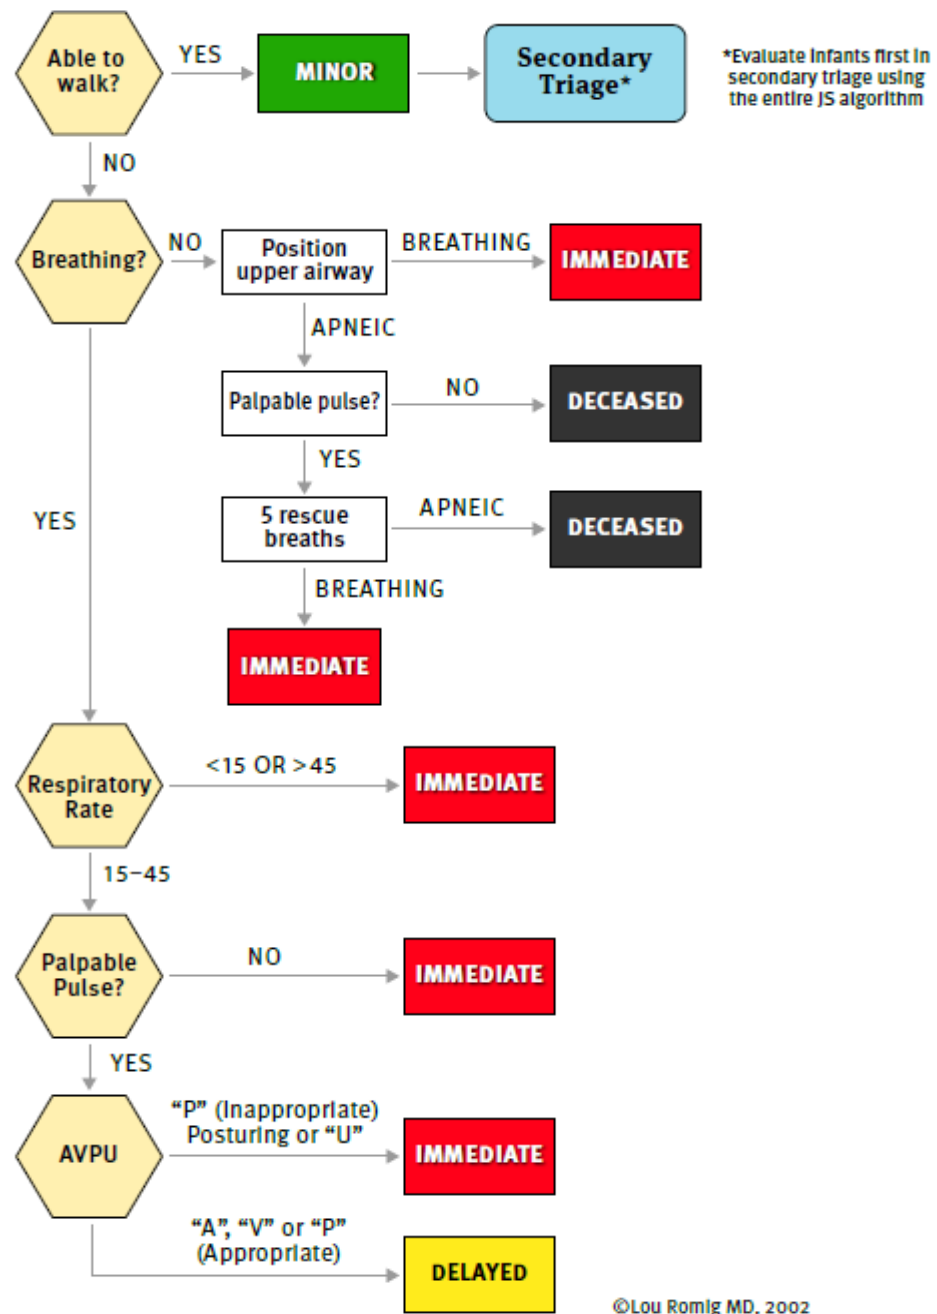 Able to
walk?
YES
MINOR
Secondary
Triage*
*Evaluate infants first in
secondary triage using
the entire JS algorithm
NO
Breathing?
NO
Position
upper airway
BREATHING
IMMEDIATE
APNEIC
Palpable pulse?
NO
DECEASED
YES
5 rescue
breaths
APNEIC
DECEASED
YES
BREATHING
IMMEDIATE
Respiratory
Rate
<15 OR >45
IMMEDIATE
15–45
Palpable
Pulse?
NO
IMMEDIATE
YES
AVPU
“P” (Inappropriate)
Posturing or “U”
IMMEDIATE
“A”, “V” or “P”
(Appropriate)
DELAYED
©Lou Romig MD, 2002